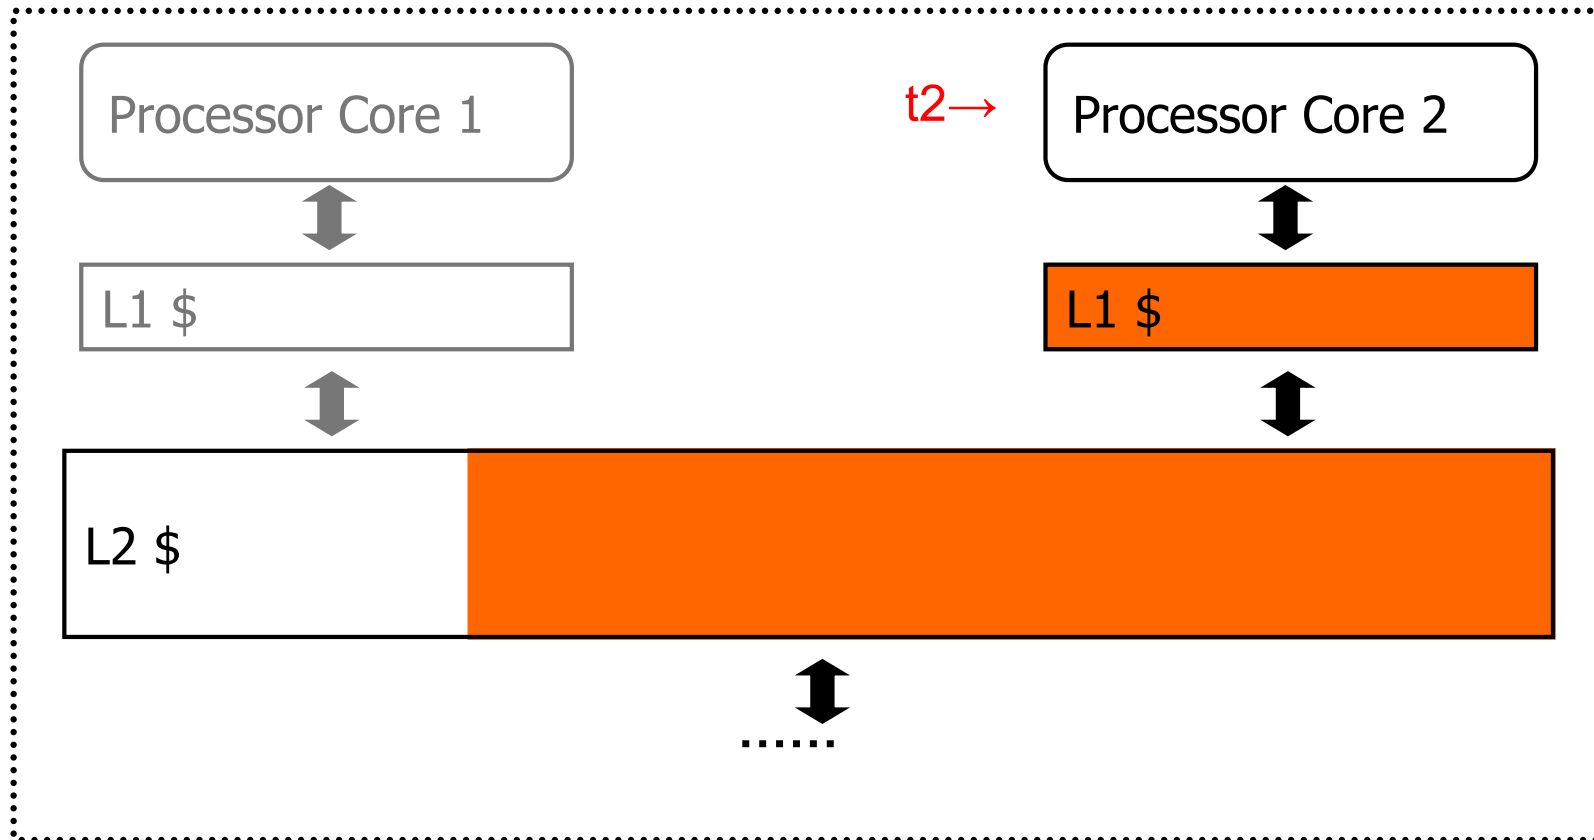 Processor Core 1
t2→
Processor Core 2
L1 $
L1 $
L2 $
......